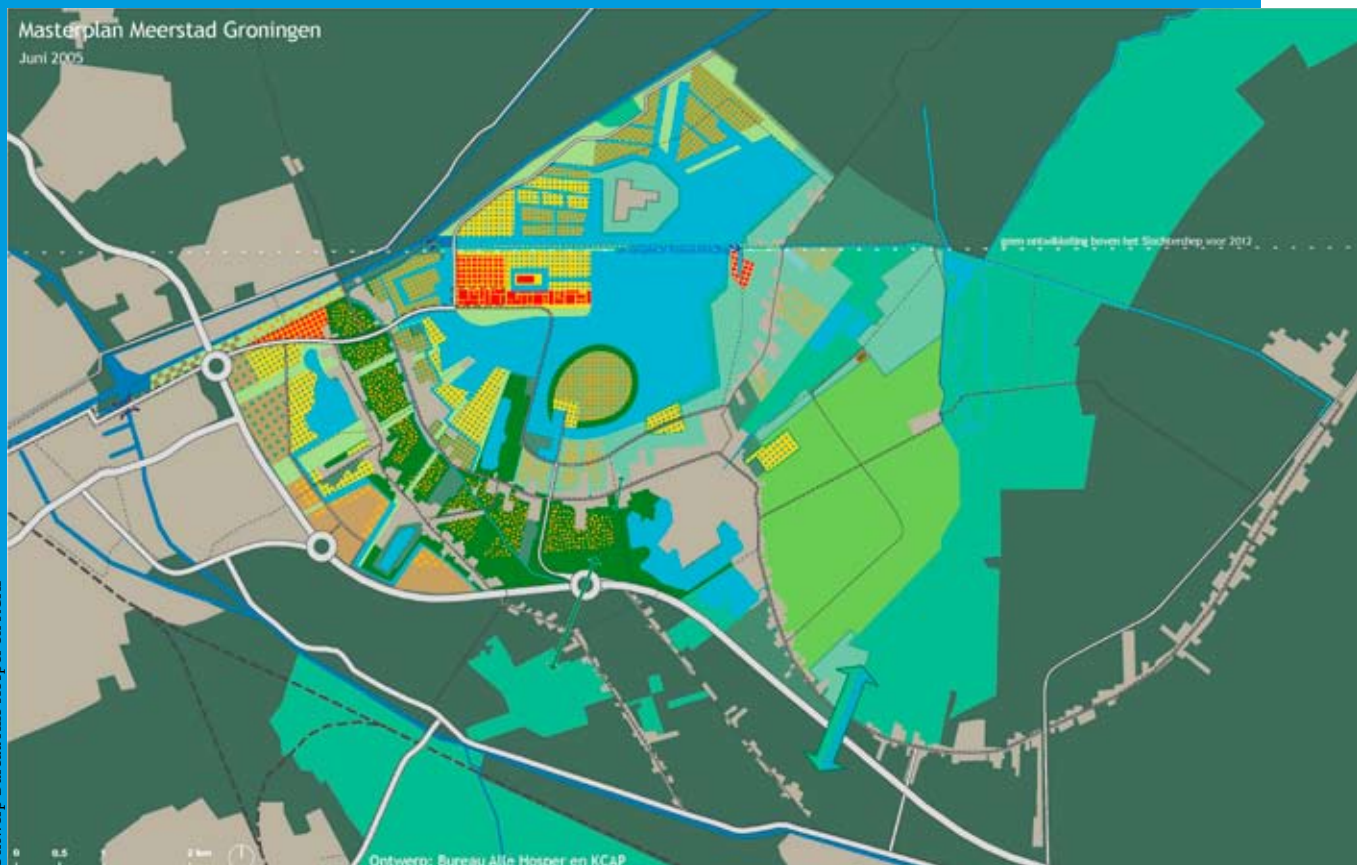 Masterplan Meerstad Groningen
Juni 2005
geen ontwikkeling boven het Slochterdiep voor 2012
0 0.5 1 2 km
Ontwerp: Bureau Alle Hosper en KCAP